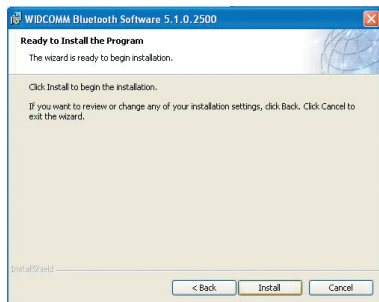 WIDCOMM Bluetooth Software 5.1.0.2500
Ready to Install the Program
The wizard is ready to begin installation.
Click Install to begin the installation.
If you want to review or change any of your installation settings, click Back. Click Cancel to
exit the wizard.
InstallShield
< Back Install Cancel